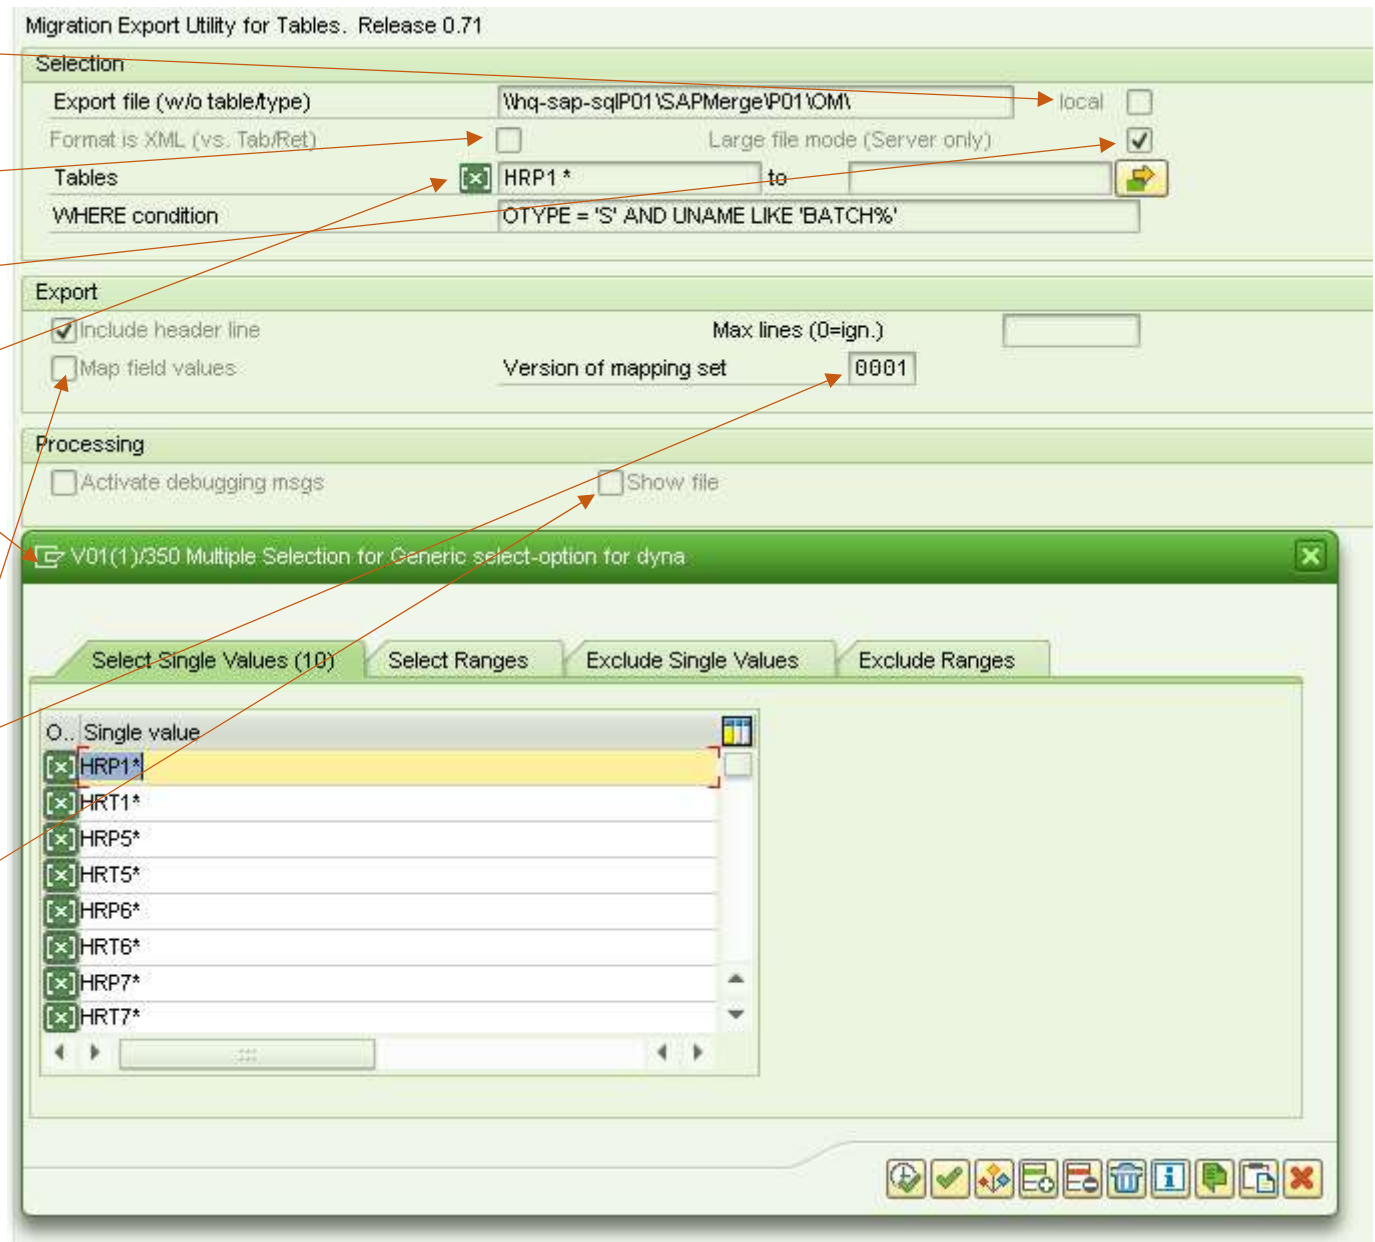 Migration Export Utility for Tables. Release 0.71
Selection
Export file (w/o table/type) \\hq-sap-sqlP01\SAPMerge\P01\OM\ local
Format is XML (vs. Tab/Ret) Large file mode (Server only)
Tables HRP1* to
WHERE condition OTYPE = 'S' AND UNAME LIKE 'BATCH%'
Export
Include header line Max lines (0=ign.)
Map field values Version of mapping set 0001
Processing
Activate debugging msgs Show file
V01(1)/350 Multiple Selection for Generic select-option for dyna
Select Single Values (10) Select Ranges Exclude Single Values Exclude Ranges
O.. Single value
HRP1*
HRT1*
HRP5*
HRT5*
HRP6*
HRT6*
HRP7*
HRT7*